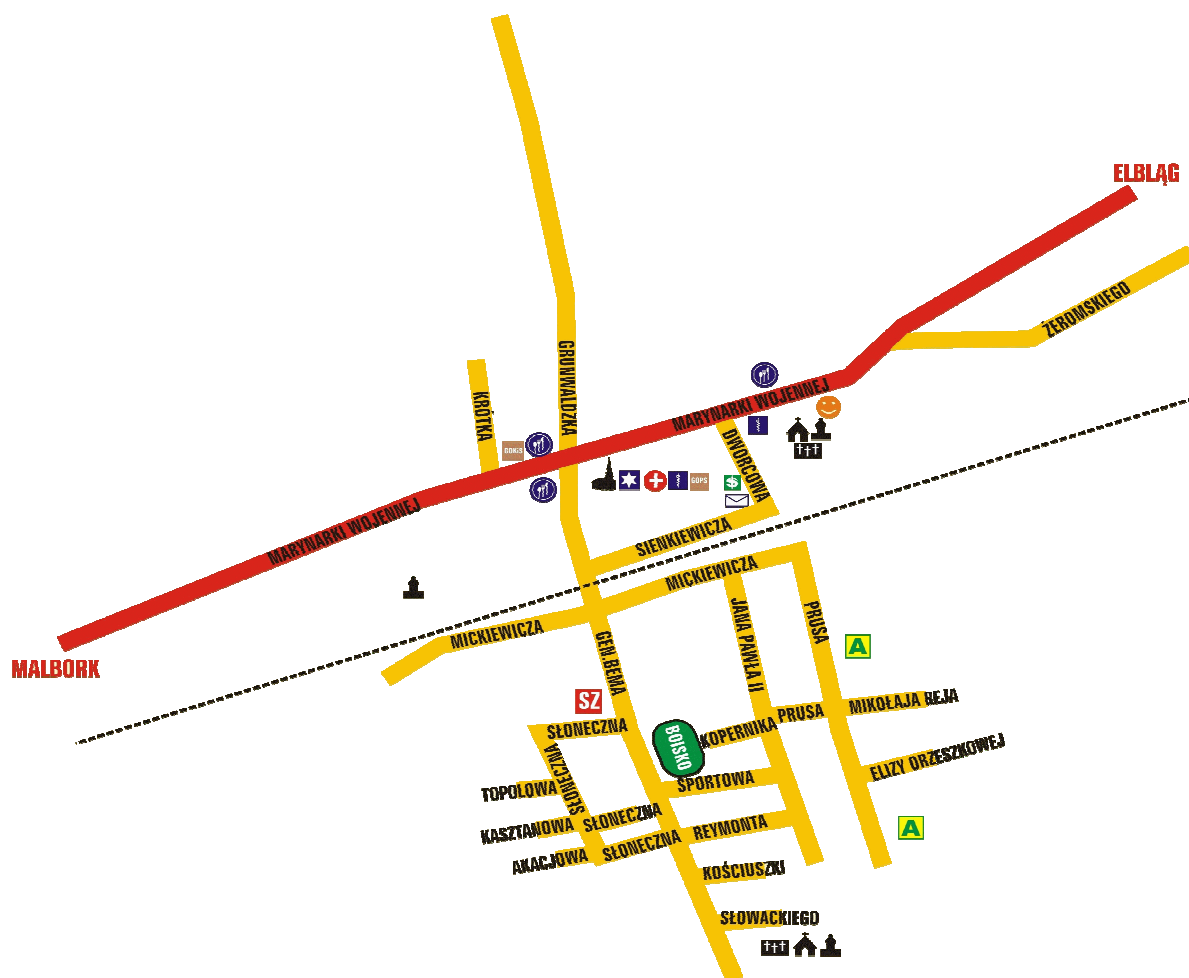 ELBLĄG
ŻEROMSKIEGO
GRUNWALDZKA
KRÓTKA
MARYNARKI WOJENNEJ
DWORCOWA
GOPS
$
MARYNARKI WOJENNEJ
SIENKIEWICZA
MICKIEWICZA
MICKIEWICZA
MALBORK
GEN.BEMA
JANA PAWŁA II
PRUSA
A
SZ
SŁONECZNA
BOISKO
KOPERNIKA
PRUSA
MIKOŁAJA REJA
SŁONECZNA
ELIZY ORZESZKOWEJ
TOPOLOWA
SPORTOWA
KASZTANOWA
SŁONECZNA
REYMONTA
A
AKACJOWA
SŁONECZNA
KOŚCIUSZKI
SŁOWACKIEGO